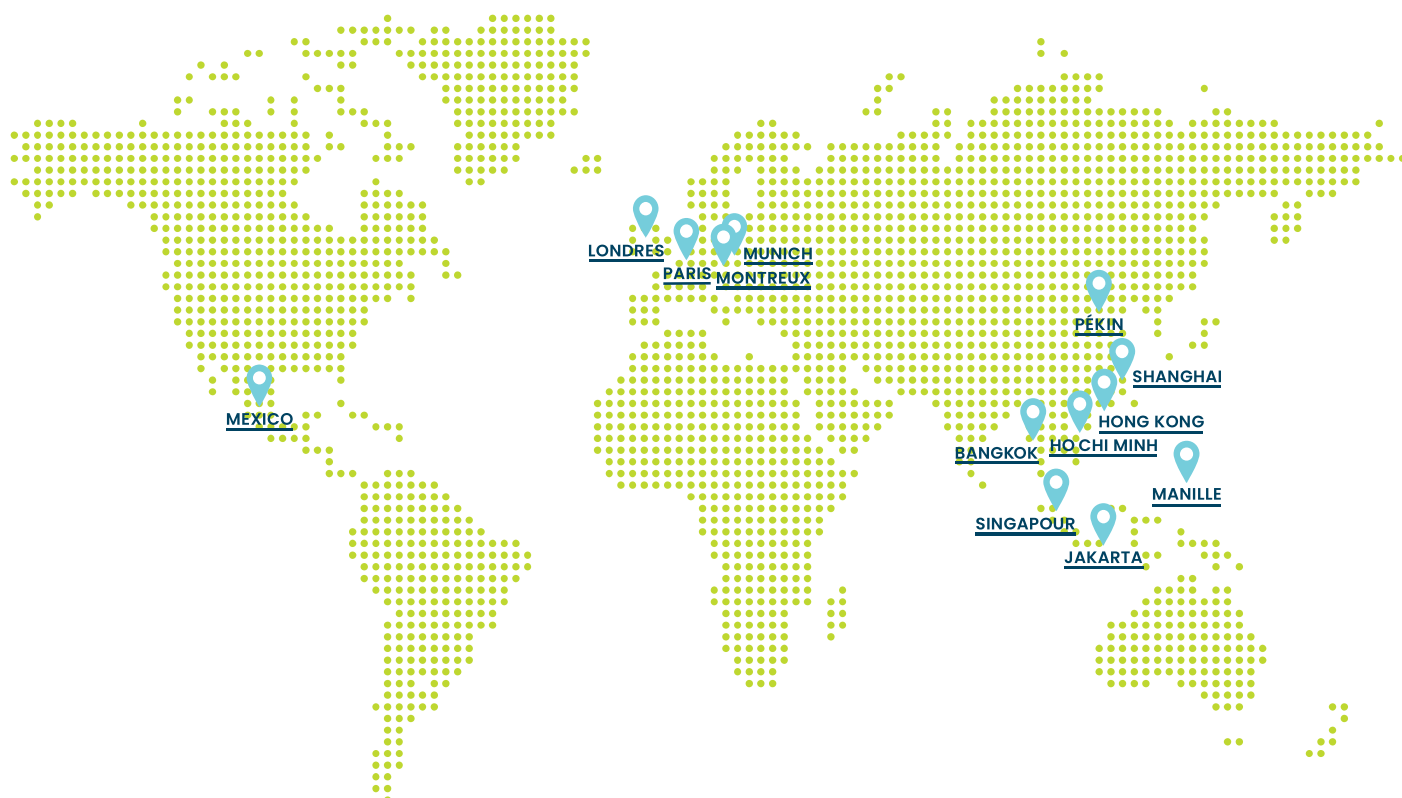 LONDRES
MUNICH
PARIS
MONTREUX
PÉKIN
SHANGHAI
MEXICO
HONG KONG
HO CHI MINH
BANGKOK
MANILLE
SINGAPOUR
JAKARTA